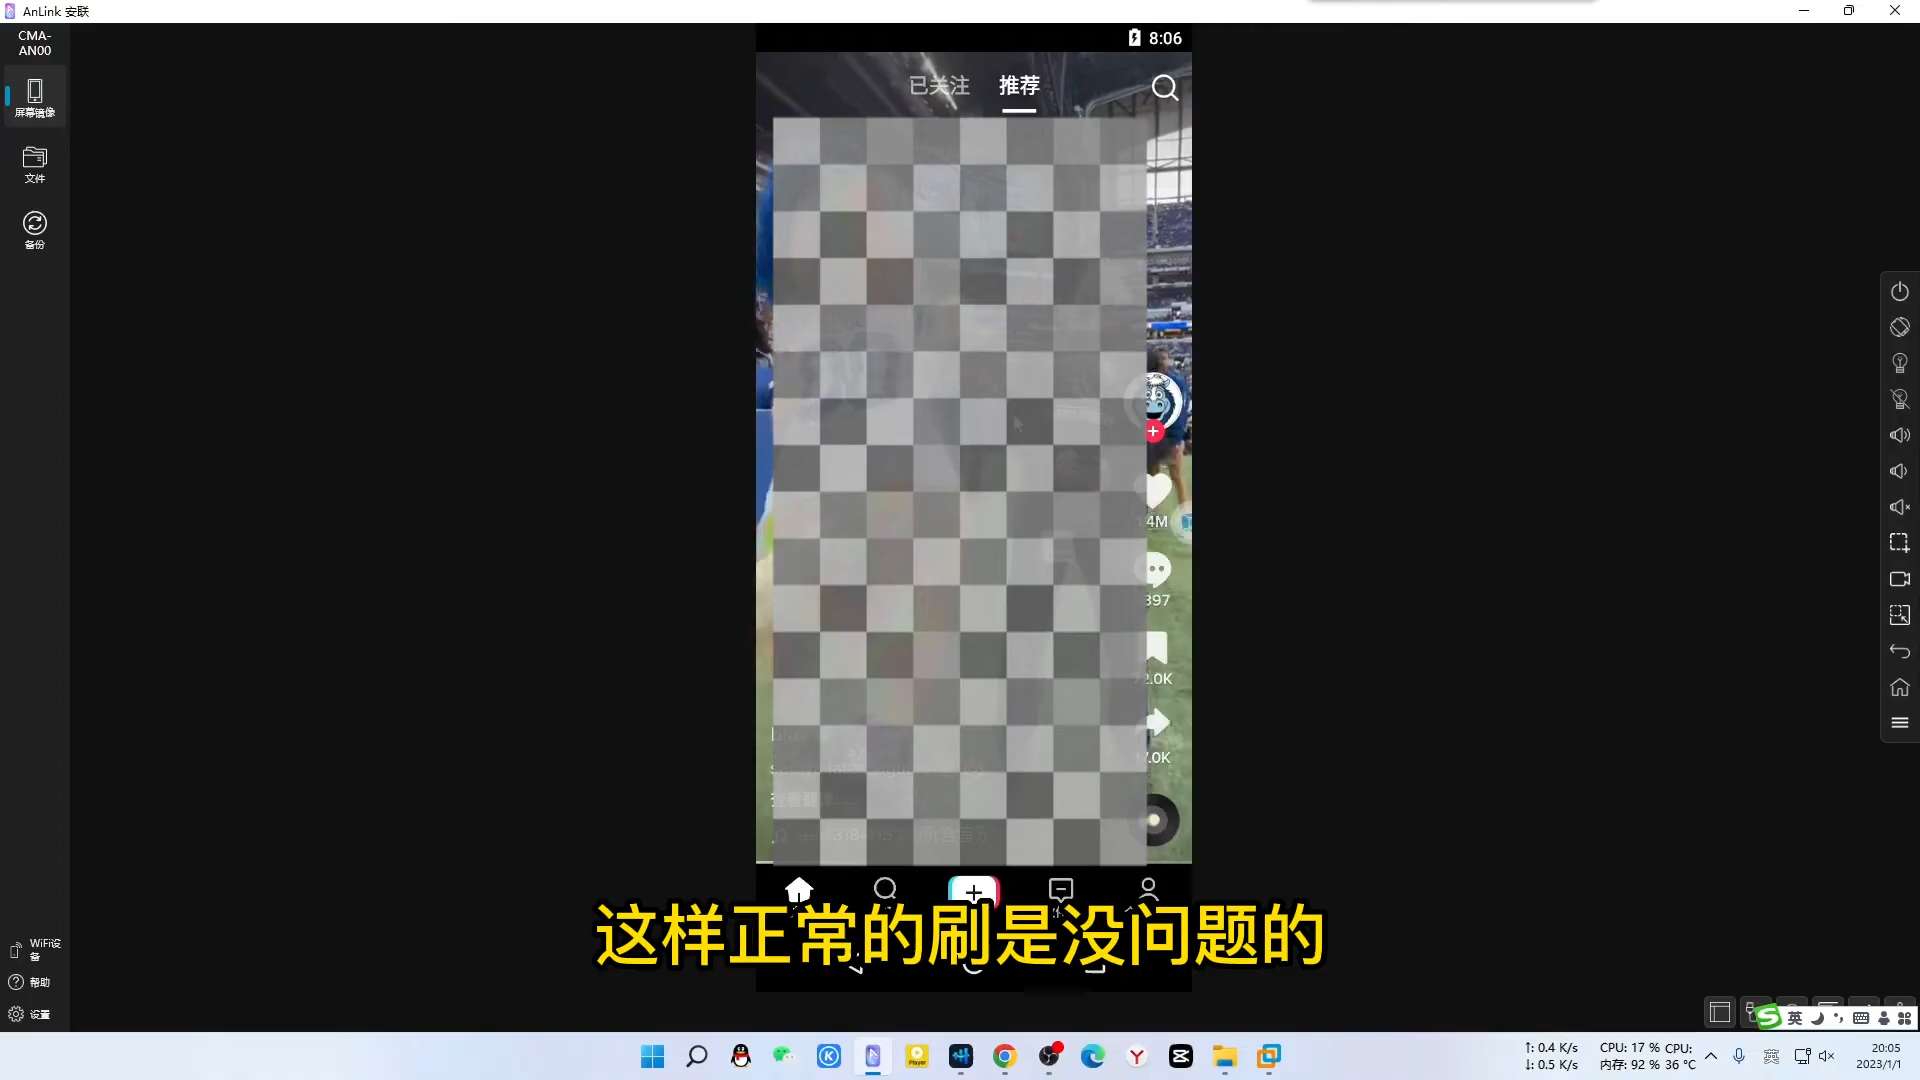 AnLink 安联
CMA-
AN00
屏幕镜像
文件
备份
8:06
已关注
推荐
4M
397
2.0K
7.0K
这样正常的刷是没问题的
WiFi设
备
帮助
设置
英
Player
↑: 0.4 K/s
↓: 0.5 K/s
CPU: 17 % CPU:
内存: 92 % 36 °C
英
20:05
2023/1/1